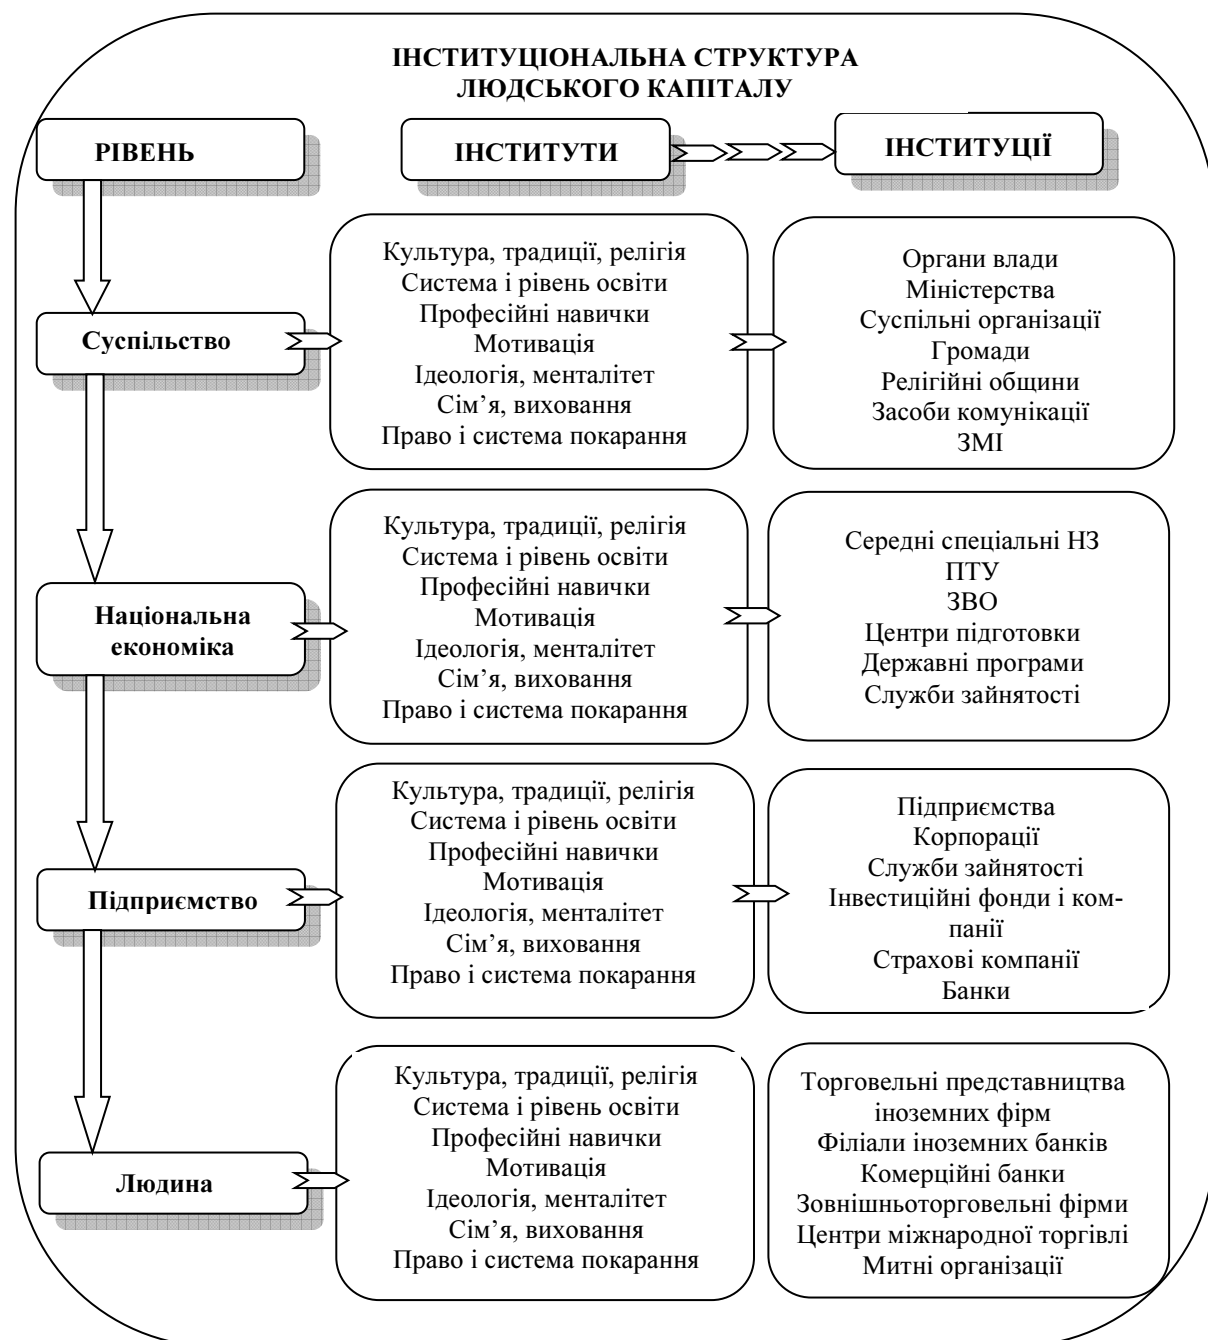 ІНСТИТУЦІОНАЛЬНА СТРУКТУРА
ЛЮДСЬКОГО КАПІТАЛУ
РІВЕНЬ
ІНСТИТУТИ
ІНСТИТУЦІЇ
Суспільство
Культура, традиції, релігія
Система і рівень освіти
Професійні навички
Мотивація
Ідеологія, менталітет
Сім’я, виховання
Право і система покарання
Органи влади
Міністерства
Суспільні організації
Громади
Релігійні общини
Засоби комунікації
ЗМІ
Національна
економіка
Культура, традиції, релігія
Система і рівень освіти
Професійні навички
Мотивація
Ідеологія, менталітет
Сім’я, виховання
Право і система покарання
Середні спеціальні НЗ
ПТУ
ЗВО
Центри підготовки
Державні програми
Служби зайнятості
Підприємство
Культура, традиції, релігія
Система і рівень освіти
Професійні навички
Мотивація
Ідеологія, менталітет
Сім’я, виховання
Право і система покарання
Підприємства
Корпорації
Служби зайнятості
Інвестиційні фонди і ком-
панії
Страхові компанії
Банки
Людина
Культура, традиції, релігія
Система і рівень освіти
Професійні навички
Мотивація
Ідеологія, менталітет
Сім’я, виховання
Право і система покарання
Торговельні представництва
іноземних фірм
Філіали іноземних банків
Комерційні банки
Зовнішньоторговельні фірми
Центри міжнародної торгівлі
Митні організації